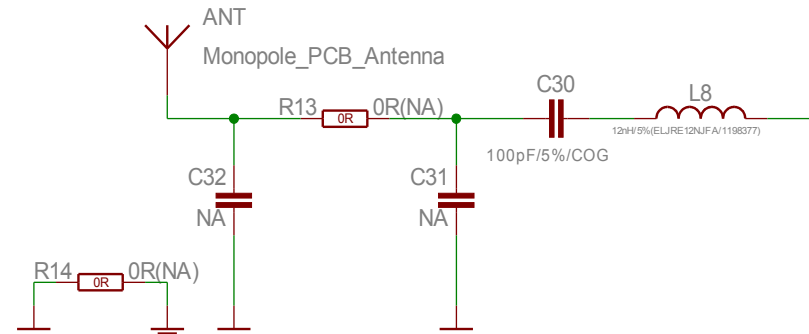 ANT
Monopole_PCB_Antenna
R13 0R 0R(NA)
C30
100pF/5%/COG
L8
12nH/5%(ELJRE12NJFA/1198377)
C32
NA
C31
NA
R14 0R 0R(NA)